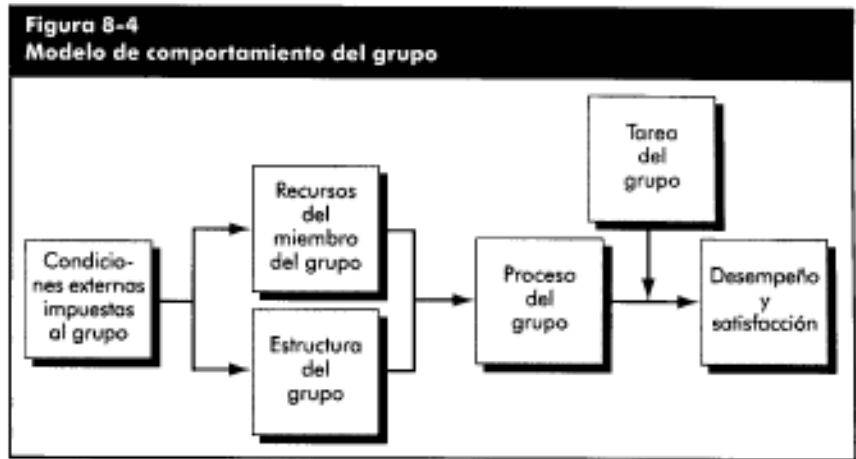 Figura 8-4
Modelo de comportamiento del grupo
Tarea
del
grupo
Recursos
del
miembro
del grupo
Condicio-
nes externas
impuestas
al grupo
Proceso
del
grupo
Desempeño
y
satisfacción
Estructura
del
grupo